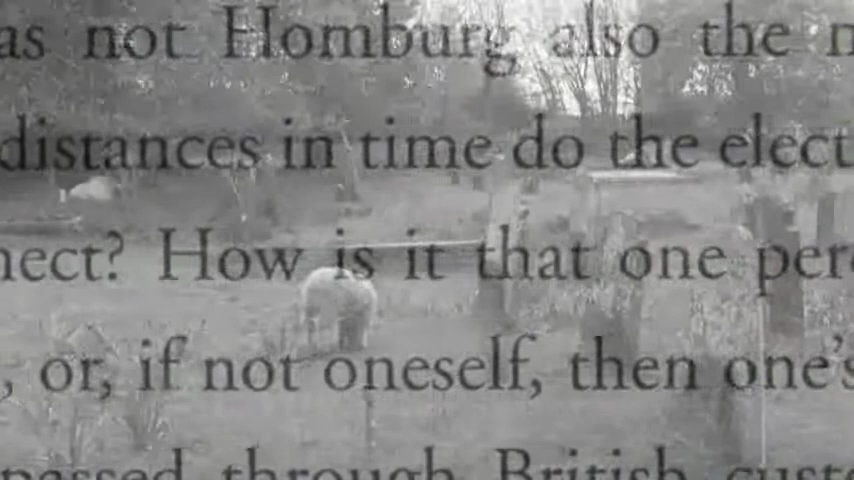 as not Homburg also the
distances in time do the elect
nect? How is it that one per
, or, if not oneself, then one's
passed through British custo